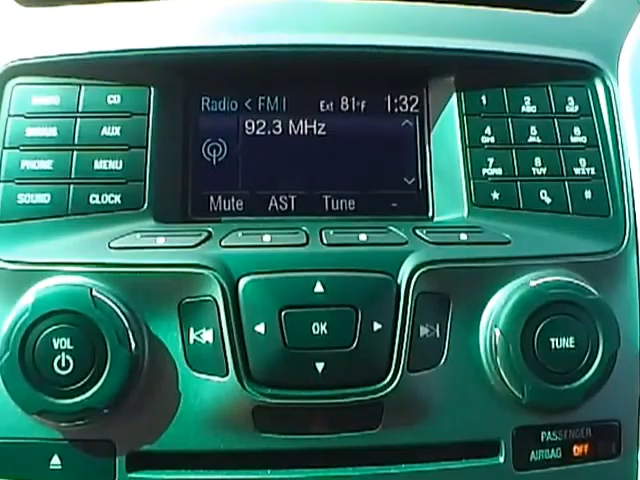 Radio < FM1 Ext 81°F 1:32
92.3 MHz
Mute AST Tune -
RADIO CD
SIRIUS AUX
PHONE MENU
SOUND CLOCK
1 2 ABC 3 DEF
4 GHI 5 JKL 6 MNO
7 PQRS 8 TUV 9 WXYZ
* 0 #
VOL
OK
TUNE
PASSENGER
AIRBAG OFF